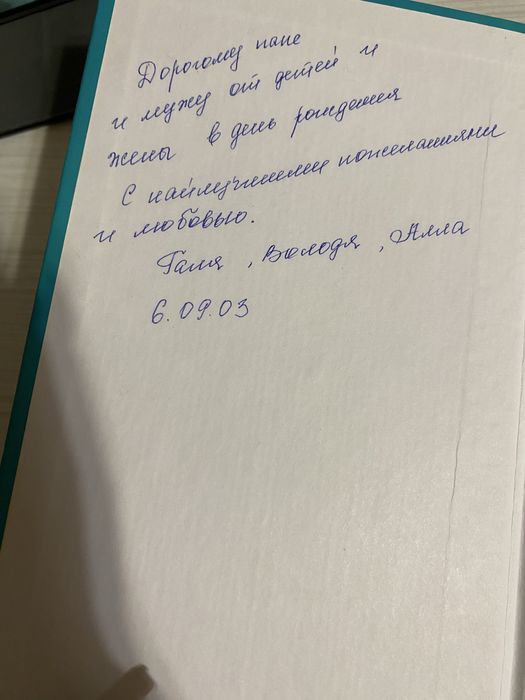 Дорогому папе
и мужу от детей и
жены в день рождения
С наилучшими пожеланиями
и любовью.
Галя, Володя, Алла
6.09.03